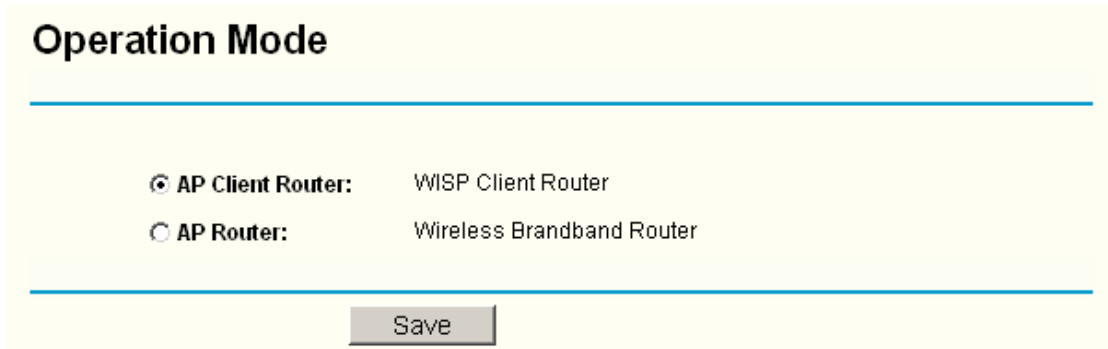 Operation Mode
AP Client Router: WISP Client Router
AP Router: Wireless Brandband Router
Save